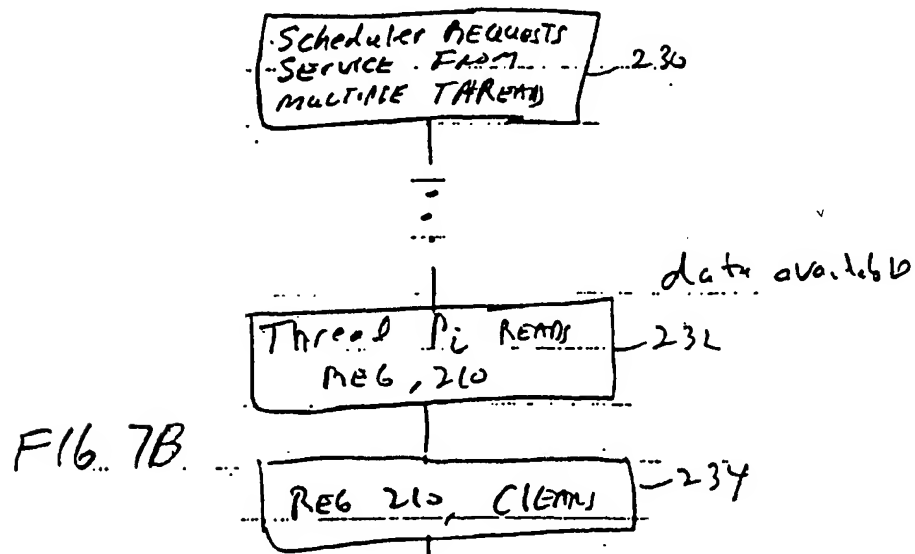 Scheduler REQUESTS
SERVICE FROM
MULTIPLE THREADS
230
data available
Thread Pi READS
REG, 210
232
FIG. 7B
REG 210, CLEARS
234